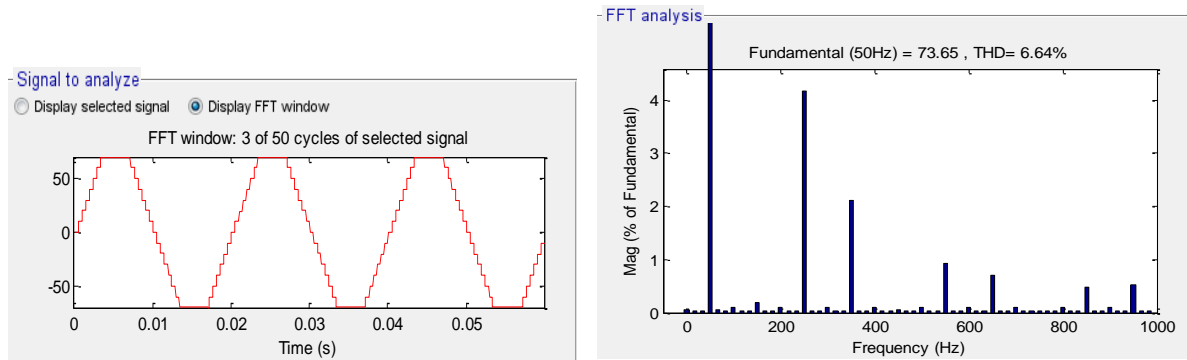 Signal to analyze
Display selected signal Display FFT window
FFT window: 3 of 50 cycles of selected signal
50
0
-50
0 0.01 0.02 0.03 0.04 0.05
Time (s)
FFT analysis
Fundamental (50Hz) = 73.65 , THD= 6.64%
Mag (% of Fundamental)
4
3
2
1
0
0 200 400 600 800 1000
Frequency (Hz)